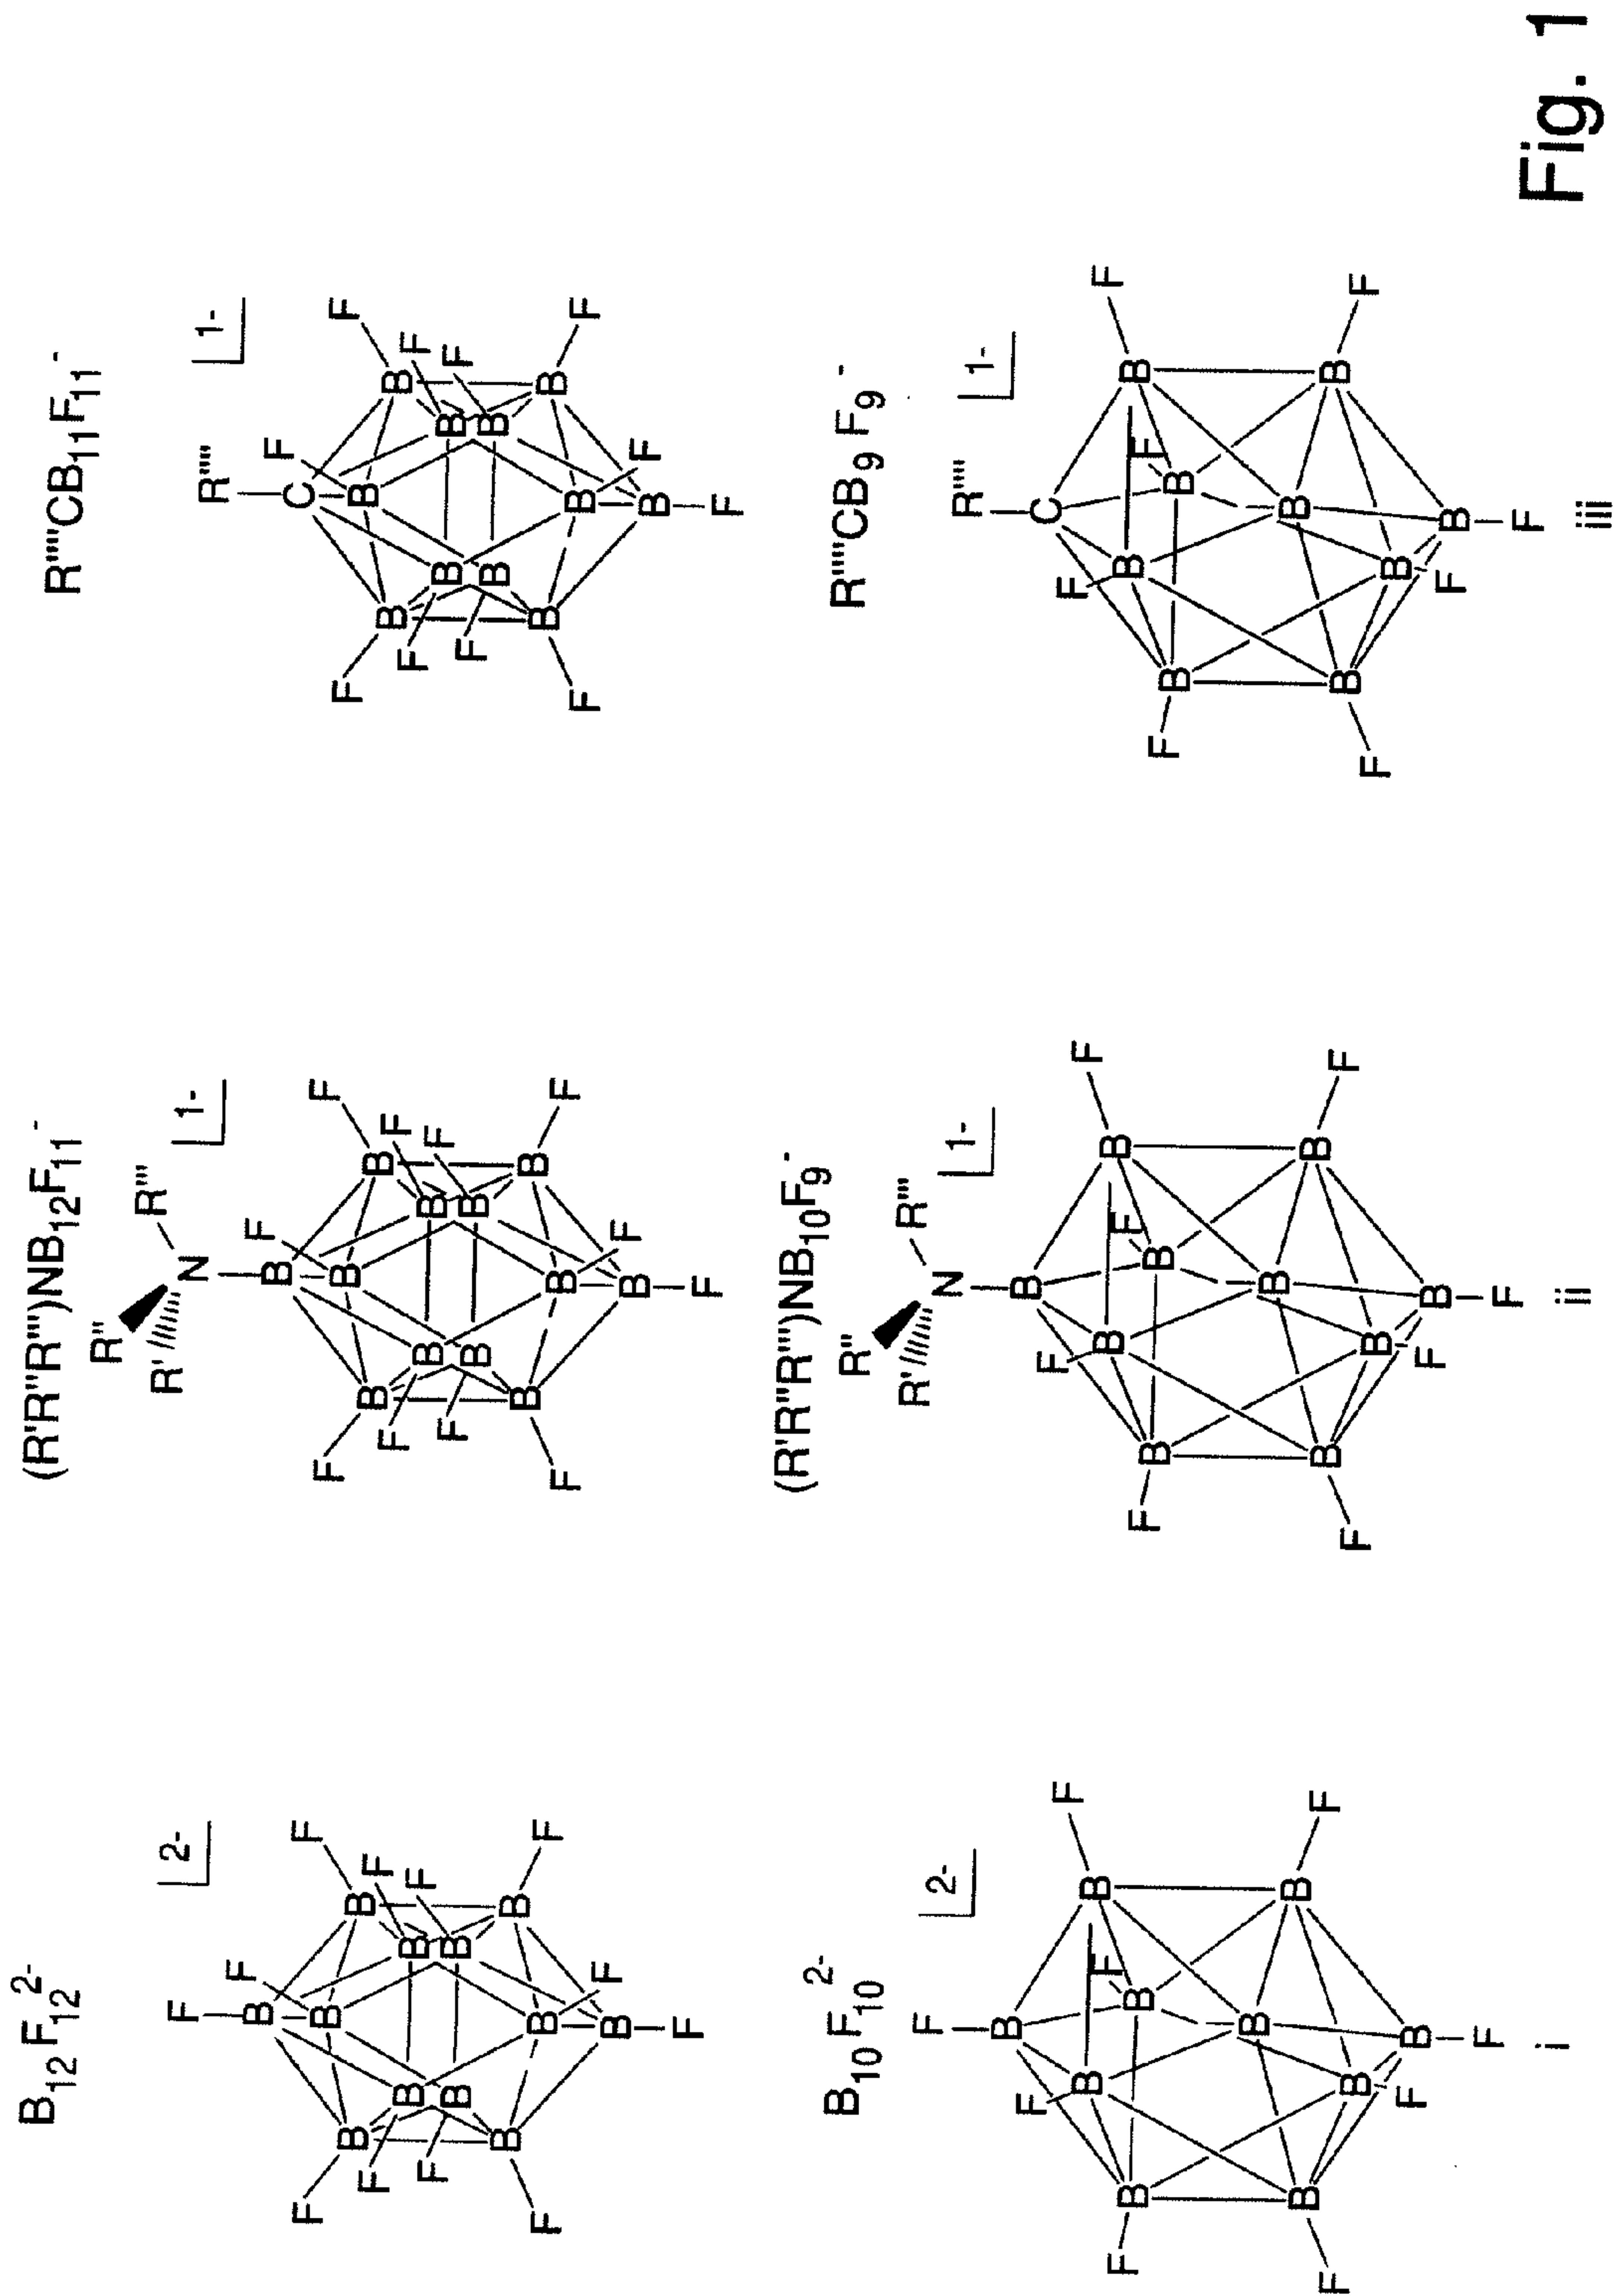 B12F12^2-
2-
F
F
B
F F
B
B B
F F
B B
F F
B B
B B
B
F F
F
B
F
(R'R''R''')NB12F11^-
1-
R'' R'''
R' N
F
B
F F
B
B B
F F
B B
F F
B B
B B
B
F F
F
B
F
R''''CB11F11^-
1-
R''''
F
C
F F
B
B B
F F
B B
F F
B B
B B
B
F F
F
B
F
B10F10^2-
2-
F
B
F F
B B
F
F B B
B
B B
F F
B
F
B
F
(R'R''R''')NB10F9^-
1-
R'' R'''
R' N
B
F F
B B
F
F B B
B
B B
F F
B
F
B
F
R''''CB9F9^-
1-
R''''
C
F F
B B
F
F B B
B
B B
F F
B
F
B
F
i ii iii
Fig. 1